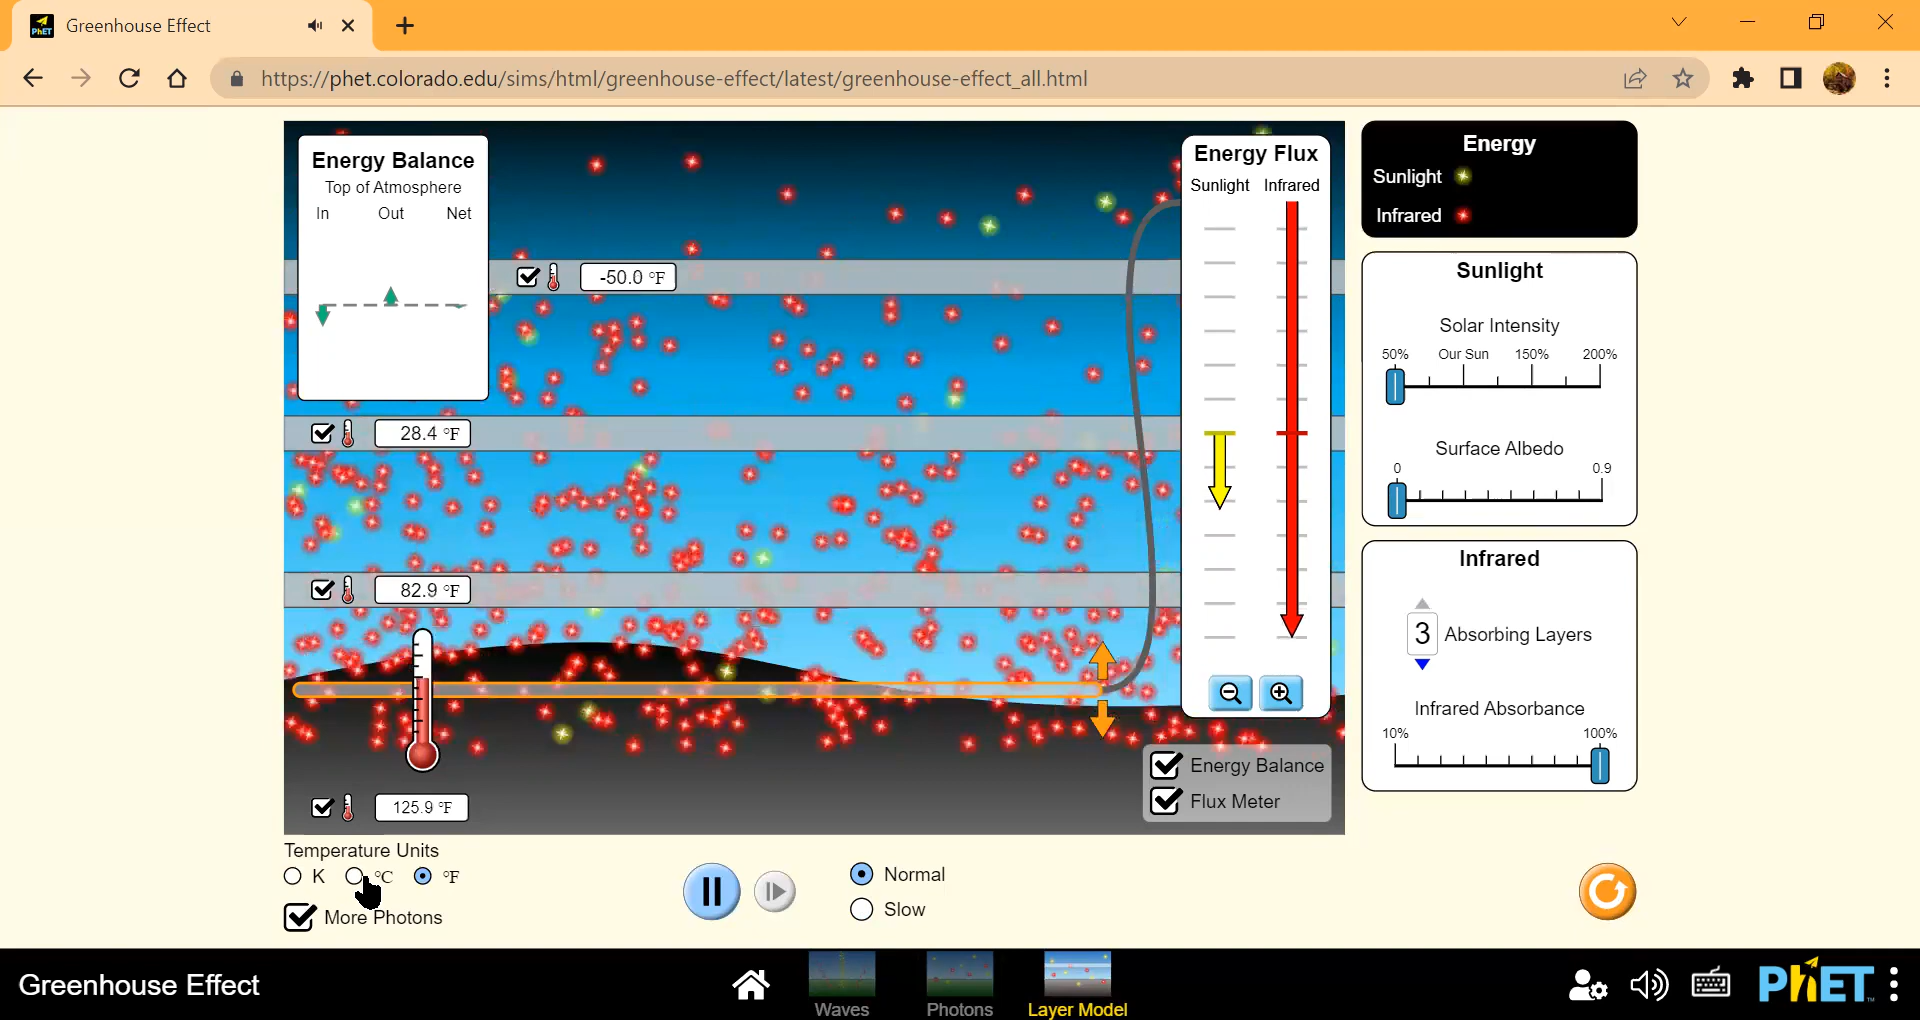 Greenhouse Effect
https://phet.colorado.edu/sims/html/greenhouse-effect/latest/greenhouse-effect_all.html
Energy Balance
Top of Atmosphere
In Out Net
-50.0 °F
28.4 °F
82.9 °F
125.9 °F
Energy Flux
Sunlight Infrared
Energy Balance
Flux Meter
Energy
Sunlight
Infrared
Sunlight
Solar Intensity
50% Our Sun 150% 200%
Surface Albedo
0 0.9
Infrared
3 Absorbing Layers
Infrared Absorbance
10% 100%
Temperature Units
K °C °F
More Photons
Normal
Slow
Greenhouse Effect
Waves
Photons
Layer Model
PhET